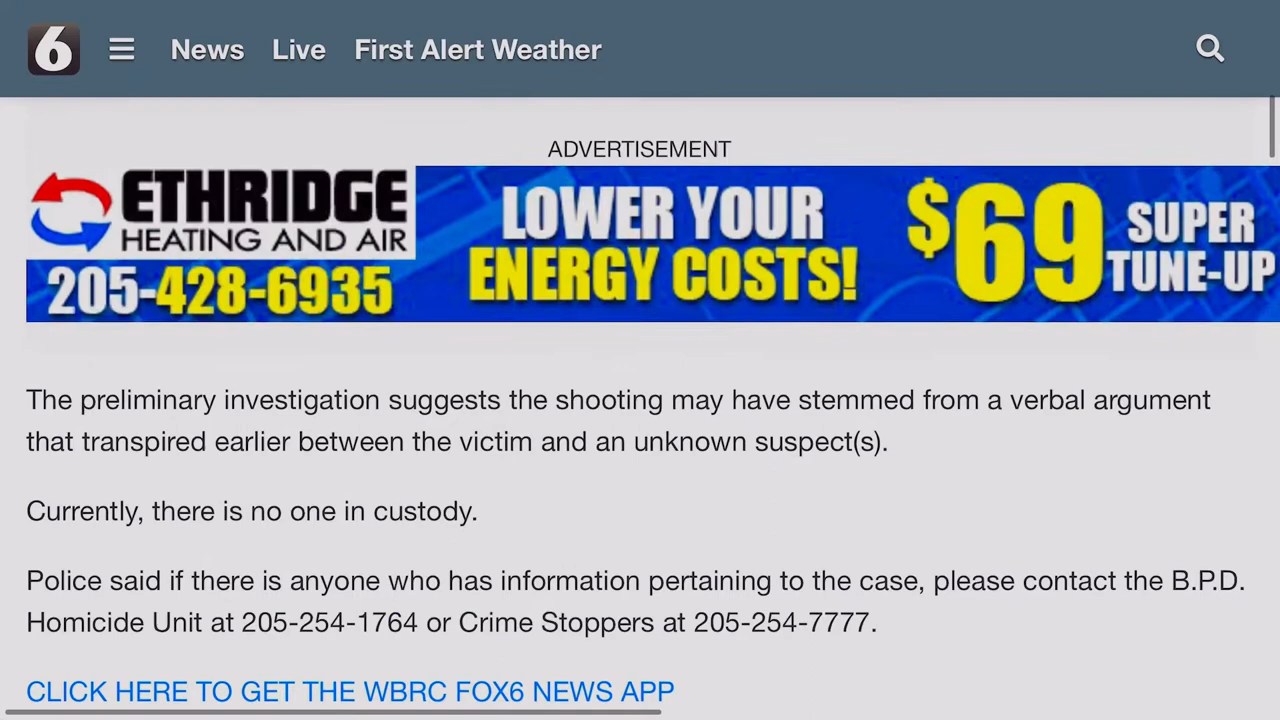 6 News Live First Alert Weather
ADVERTISEMENT
ETHRIDGE
HEATING AND AIR
205-428-6935
LOWER YOUR
ENERGY COSTS!
$69 SUPER
TUNE-UP
The preliminary investigation suggests the shooting may have stemmed from a verbal argument
that transpired earlier between the victim and an unknown suspect(s).
Currently, there is no one in custody.
Police said if there is anyone who has information pertaining to the case, please contact the B.P.D.
Homicide Unit at 205-254-1764 or Crime Stoppers at 205-254-7777.
CLICK HERE TO GET THE WBRC FOX6 NEWS APP